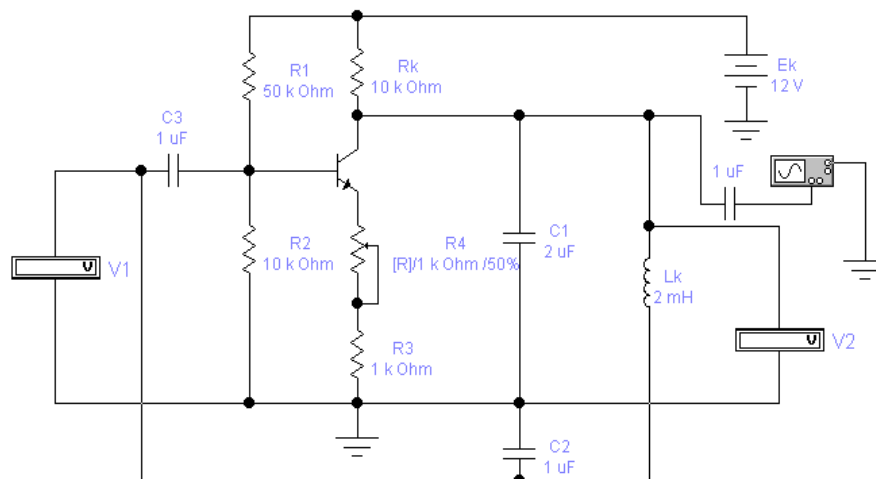 R1
50 k Ohm
Rk
10 k Ohm
Ek
12 V
C3
1 uF
1 uF
V1
R2
10 k Ohm
R4
[R]/1 k Ohm /50%
C1
2 uF
Lk
2 mH
V
V
V2
R3
1 k Ohm
C2
1 uF